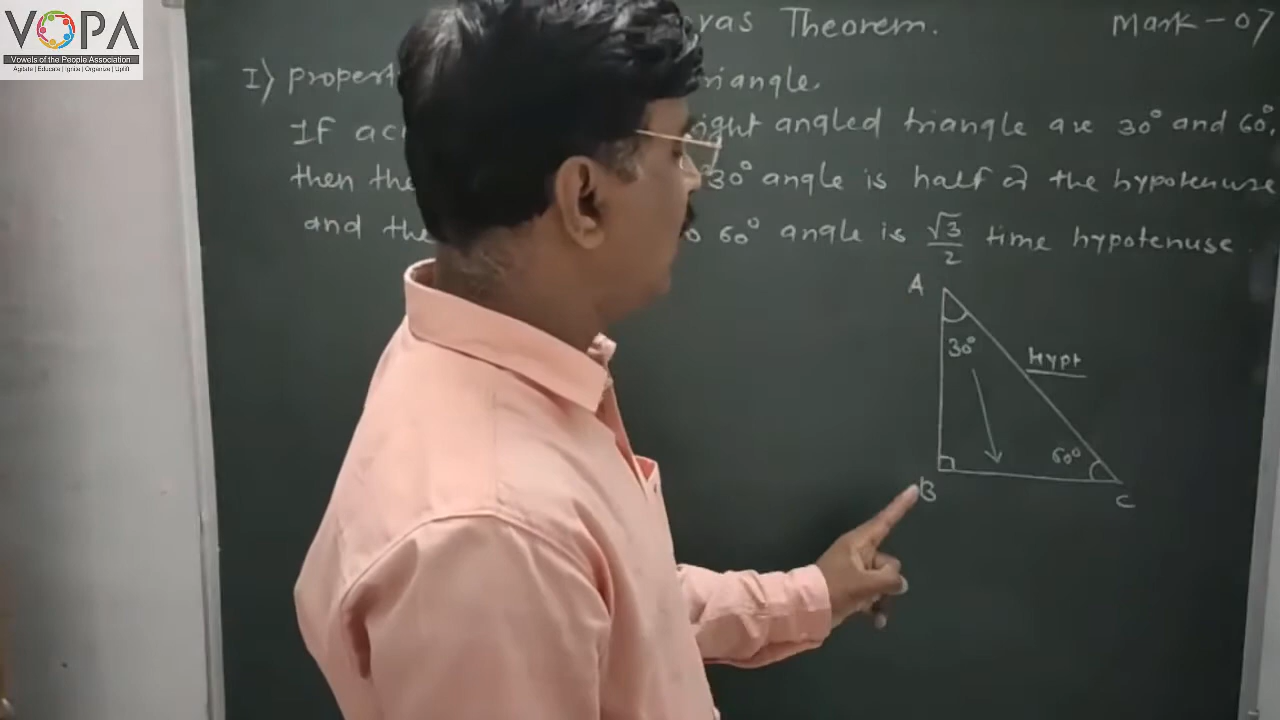 VOPA
Vowels of the People Association
Agitate | Educate | Ignite | Organize | Uplift
ras Theorem. Mark - 07
I) propert riangle.
If ac ight angled triangle are 30° and 60°,
then the 30° angle is half of the hypotenuse
and the o 60° angle is √3/2 time hypotenuse.
A
30°
Hypt
60°
B
C